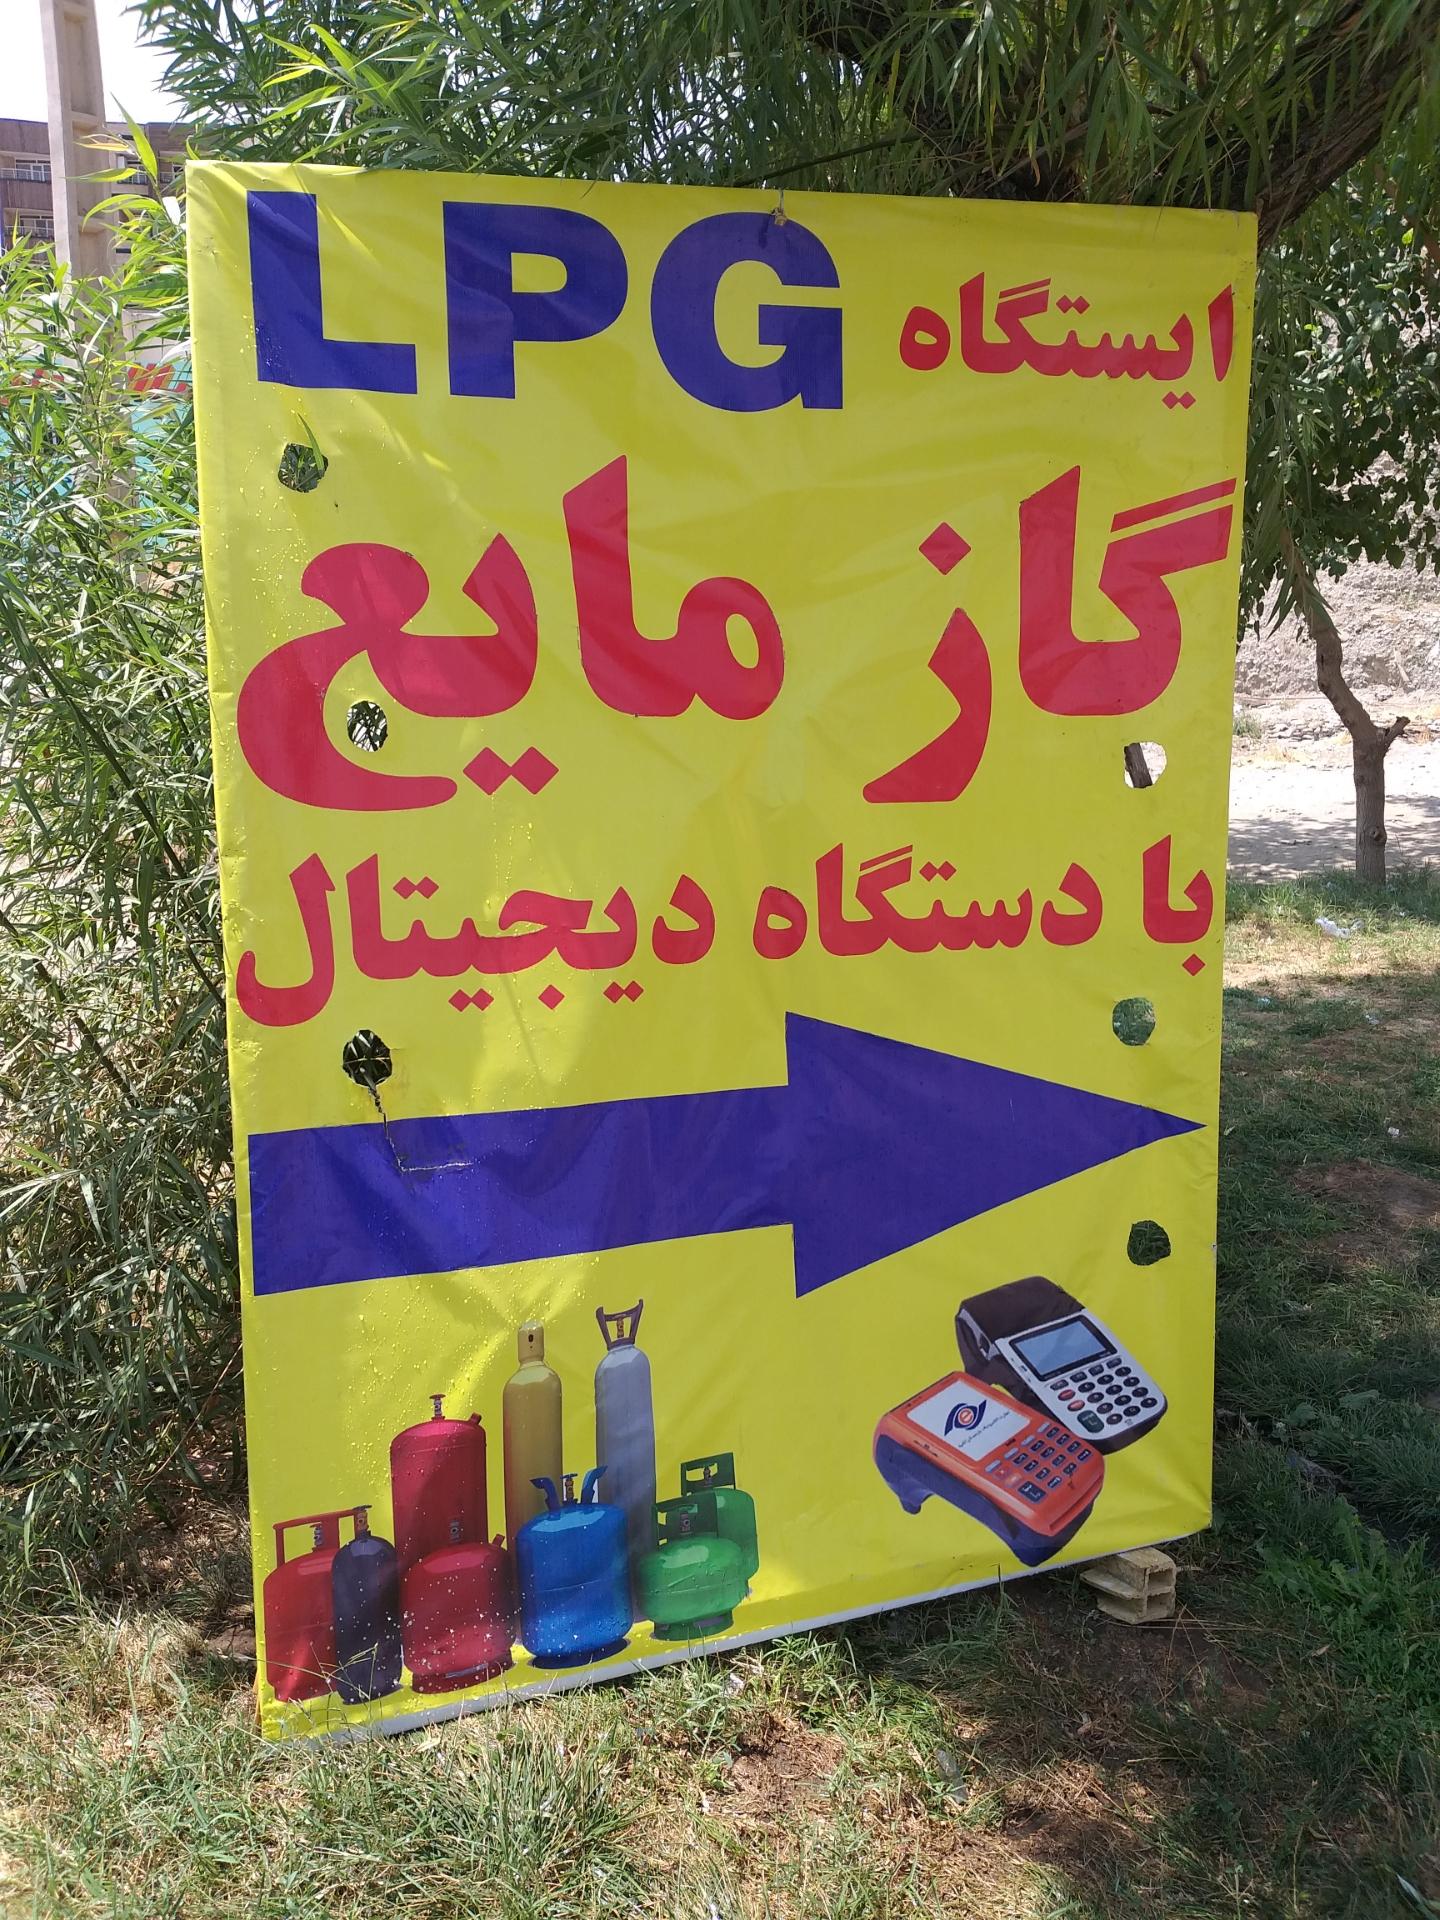 ایستگاه LPG
گاز مایع
با دستگاه دیجیتال